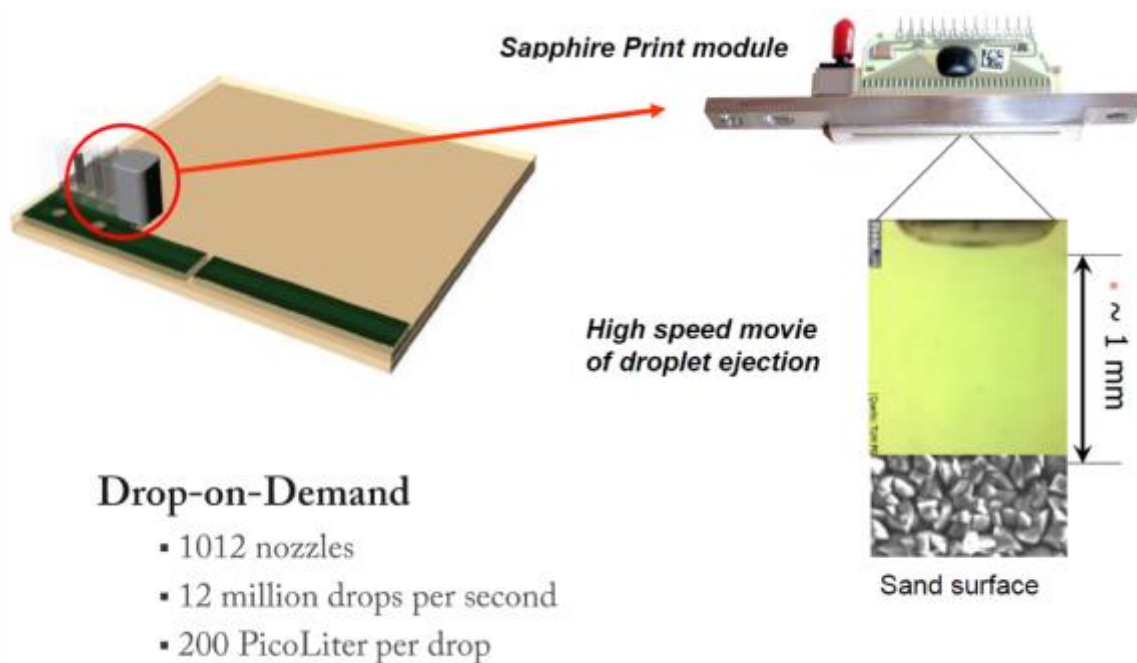 Sapphire Print module
High speed movie
of droplet ejection
~ 1 mm
Sand surface
Drop-on-Demand
▪ 1012 nozzles
▪ 12 million drops per second
▪ 200 PicoLiter per drop